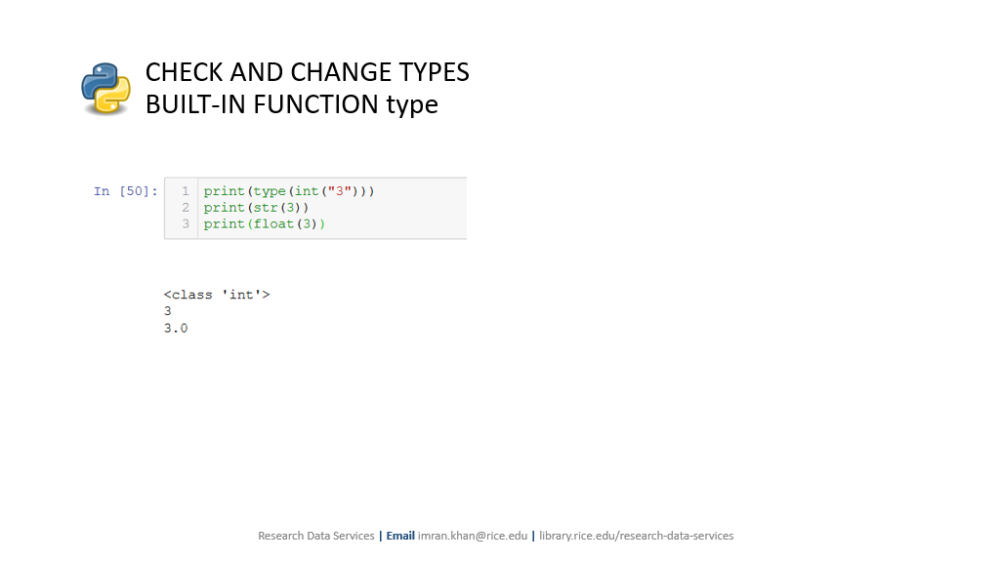 CHECK AND CHANGE TYPES
BUILT-IN FUNCTION type
In [50]:
1 print(type(int("3")))
2 print(str(3))
3 print(float(3))
<class 'int'>
3
3.0
Research Data Services | Email imran.khan@rice.edu | library.rice.edu/research-data-services